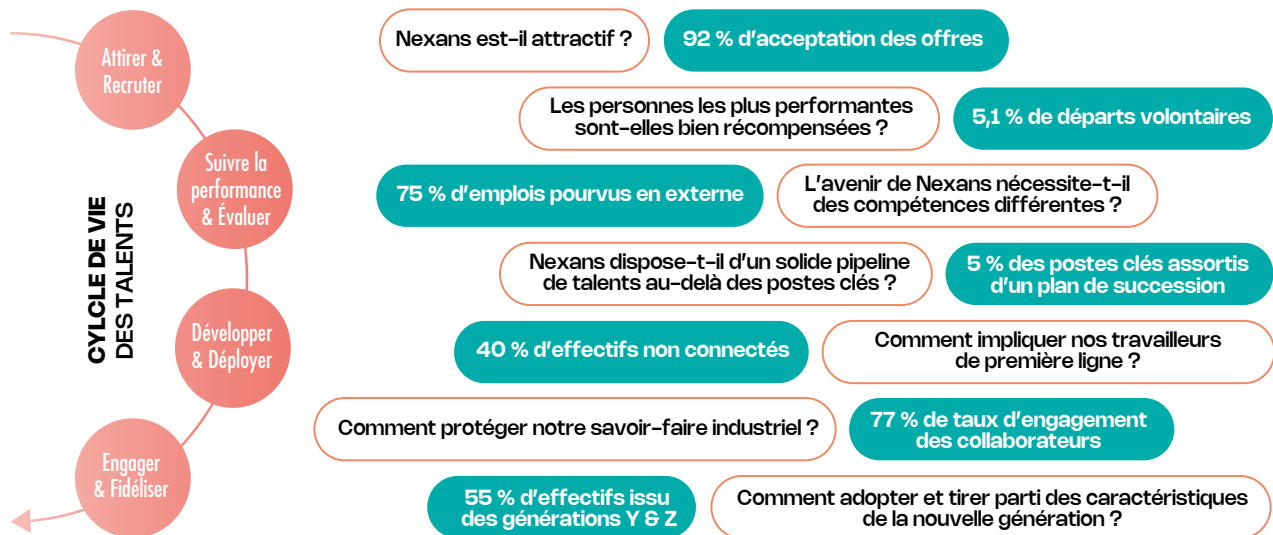 Attirer &
Recruter
Suivre la
performance
& Évaluer
CYLCLE DE VIE
DES TALENTS
Développer
& Déployer
Engager
& Fidéliser
Nexans est-il attractif ?
92 % d'acceptation des offres
Les personnes les plus performantes
sont-elles bien récompensées ?
5,1 % de départs volontaires
75 % d'emplois pourvus en externe
L'avenir de Nexans nécessite-t-il
des compétences différentes ?
Nexans dispose-t-il d'un solide pipeline
de talents au-delà des postes clés ?
5 % des postes clés assortis
d'un plan de succession
40 % d'effectifs non connectés
Comment impliquer nos travailleurs
de première ligne ?
Comment protéger notre savoir-faire industriel ?
77 % de taux d'engagement
des collaborateurs
55 % d'effectifs issu
des générations Y & Z
Comment adopter et tirer parti des caractéristiques
de la nouvelle génération ?